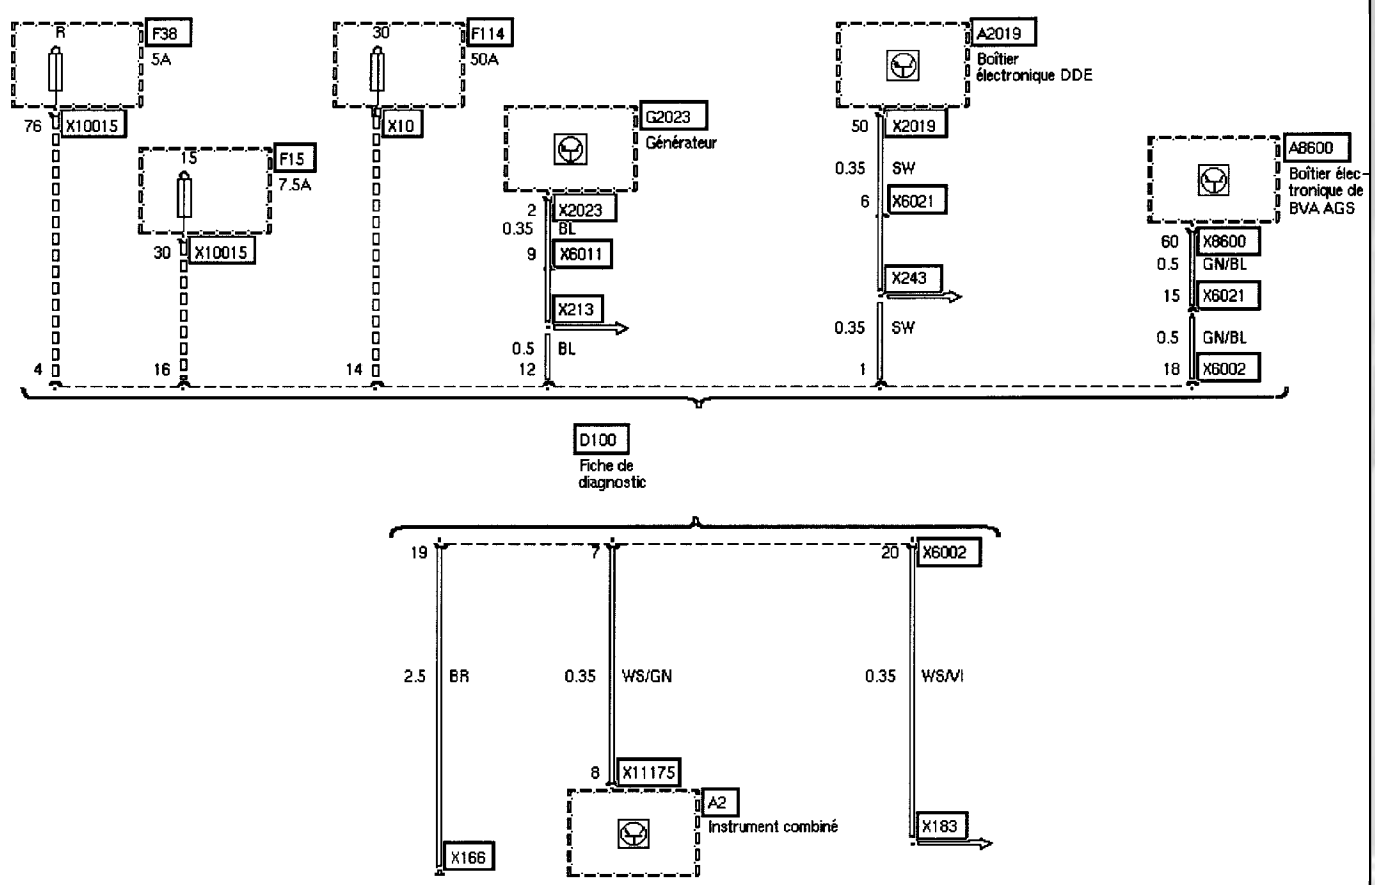 R
F38
5A
76
X10015
15
F15
7.5A
30
X10015
30
F114
50A
X10
G2023
Générateur
2
X2023
0.35
BL
9
X6011
X213
0.5
BL
A2019
Boîtier
électronique DDE
50
X2019
0.35
SW
6
X6021
X243
0.35
SW
A8600
Boîtier élec-
tronique de
BVA AGS
60
X8600
0.5
GN/BL
15
X6021
0.5
GN/BL
4
16
14
12
1
18
X6002
D100
Fiche de
diagnostic
19
7
20
X6002
2.5
BR
0.35
WS/GN
0.35
WS/VI
8
X11175
A2
Instrument combiné
X183
X166